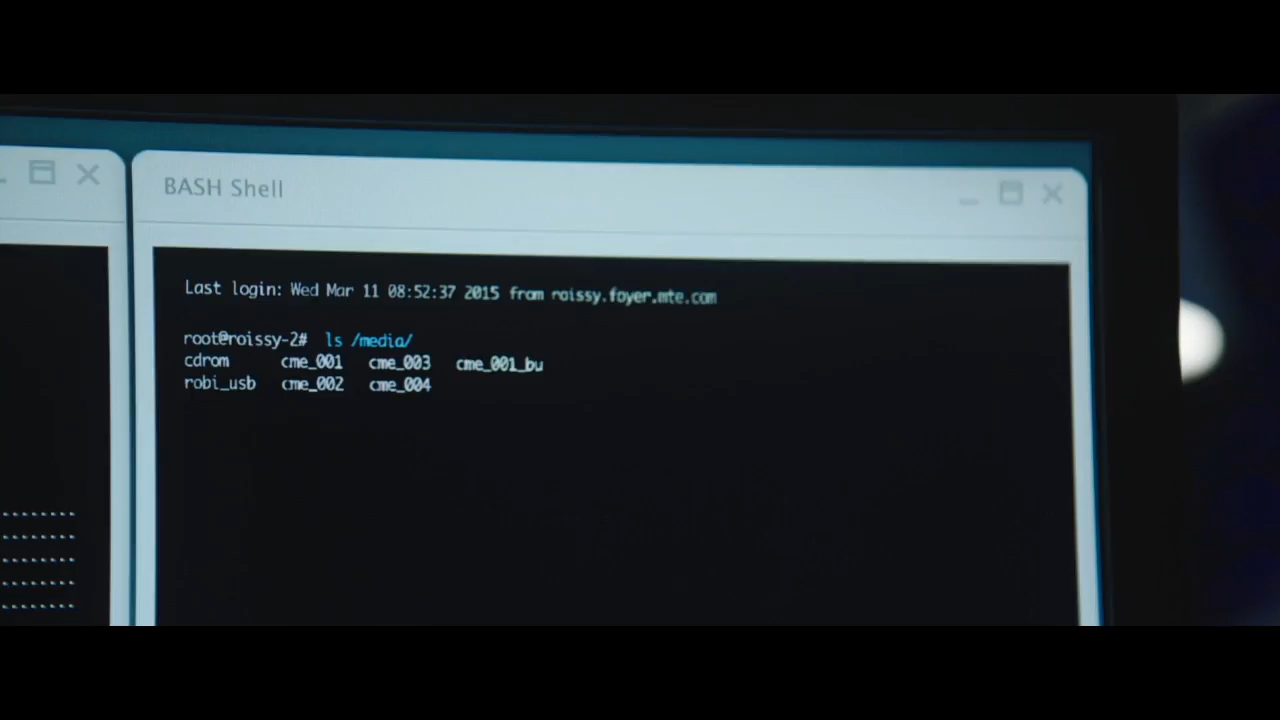 BASH Shell
Last login: Wed Mar 11 08:52:37 2015 from roissy.foyer.mte.com
root@roissy-2# ls /media/
cdrom cme_001 cme_003 cme_001_bu
robi_usb cme_002 cme_004